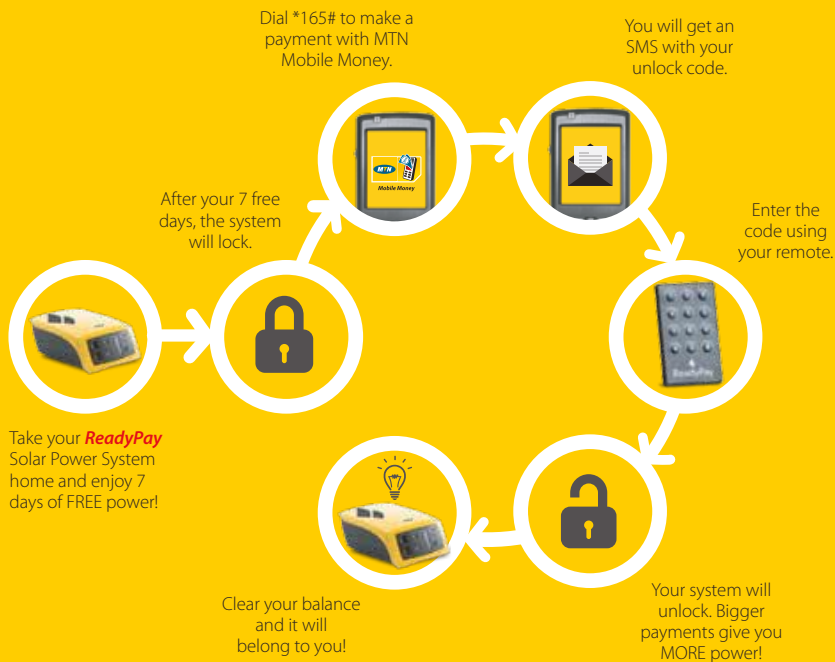 Take your ReadyPay
Solar Power System
home and enjoy 7
days of FREE power!
After your 7 free
days, the system
will lock.
Dial *165# to make a
payment with MTN
Mobile Money.
MTN
Mobile Money
You will get an
SMS with your
unlock code.
Enter the
code using
your remote.
ReadyPay
Your system will
unlock. Bigger
payments give you
MORE power!
Clear your balance
and it will
belong to you!